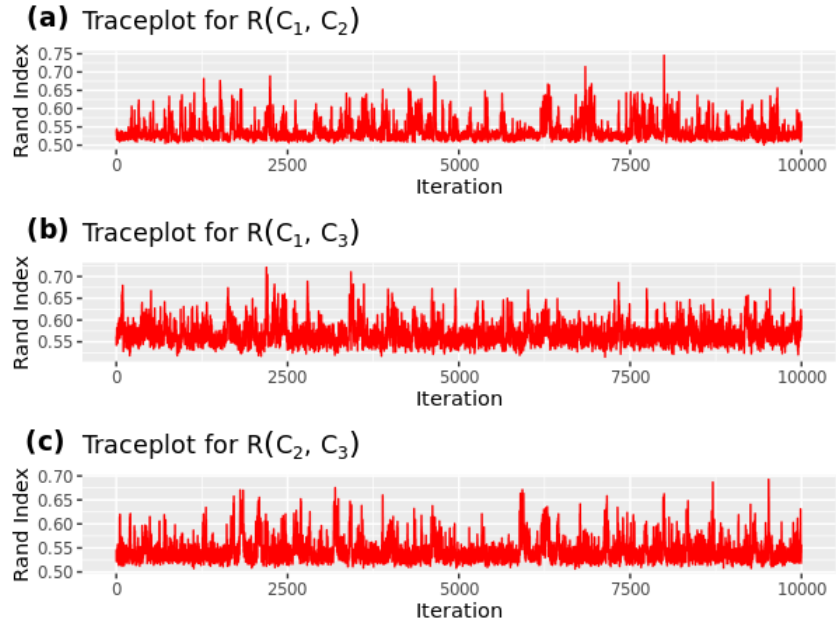 (a) Traceplot for R(C₁, C₂)
Rand Index
0.75
0.70
0.65
0.60
0.55
0.50
0 2500 5000 7500 10000
Iteration
(b) Traceplot for R(C₁, C₃)
Rand Index
0.70
0.65
0.60
0.55
0 2500 5000 7500 10000
Iteration
(c) Traceplot for R(C₂, C₃)
Rand Index
0.70
0.65
0.60
0.55
0.50
0 2500 5000 7500 10000
Iteration